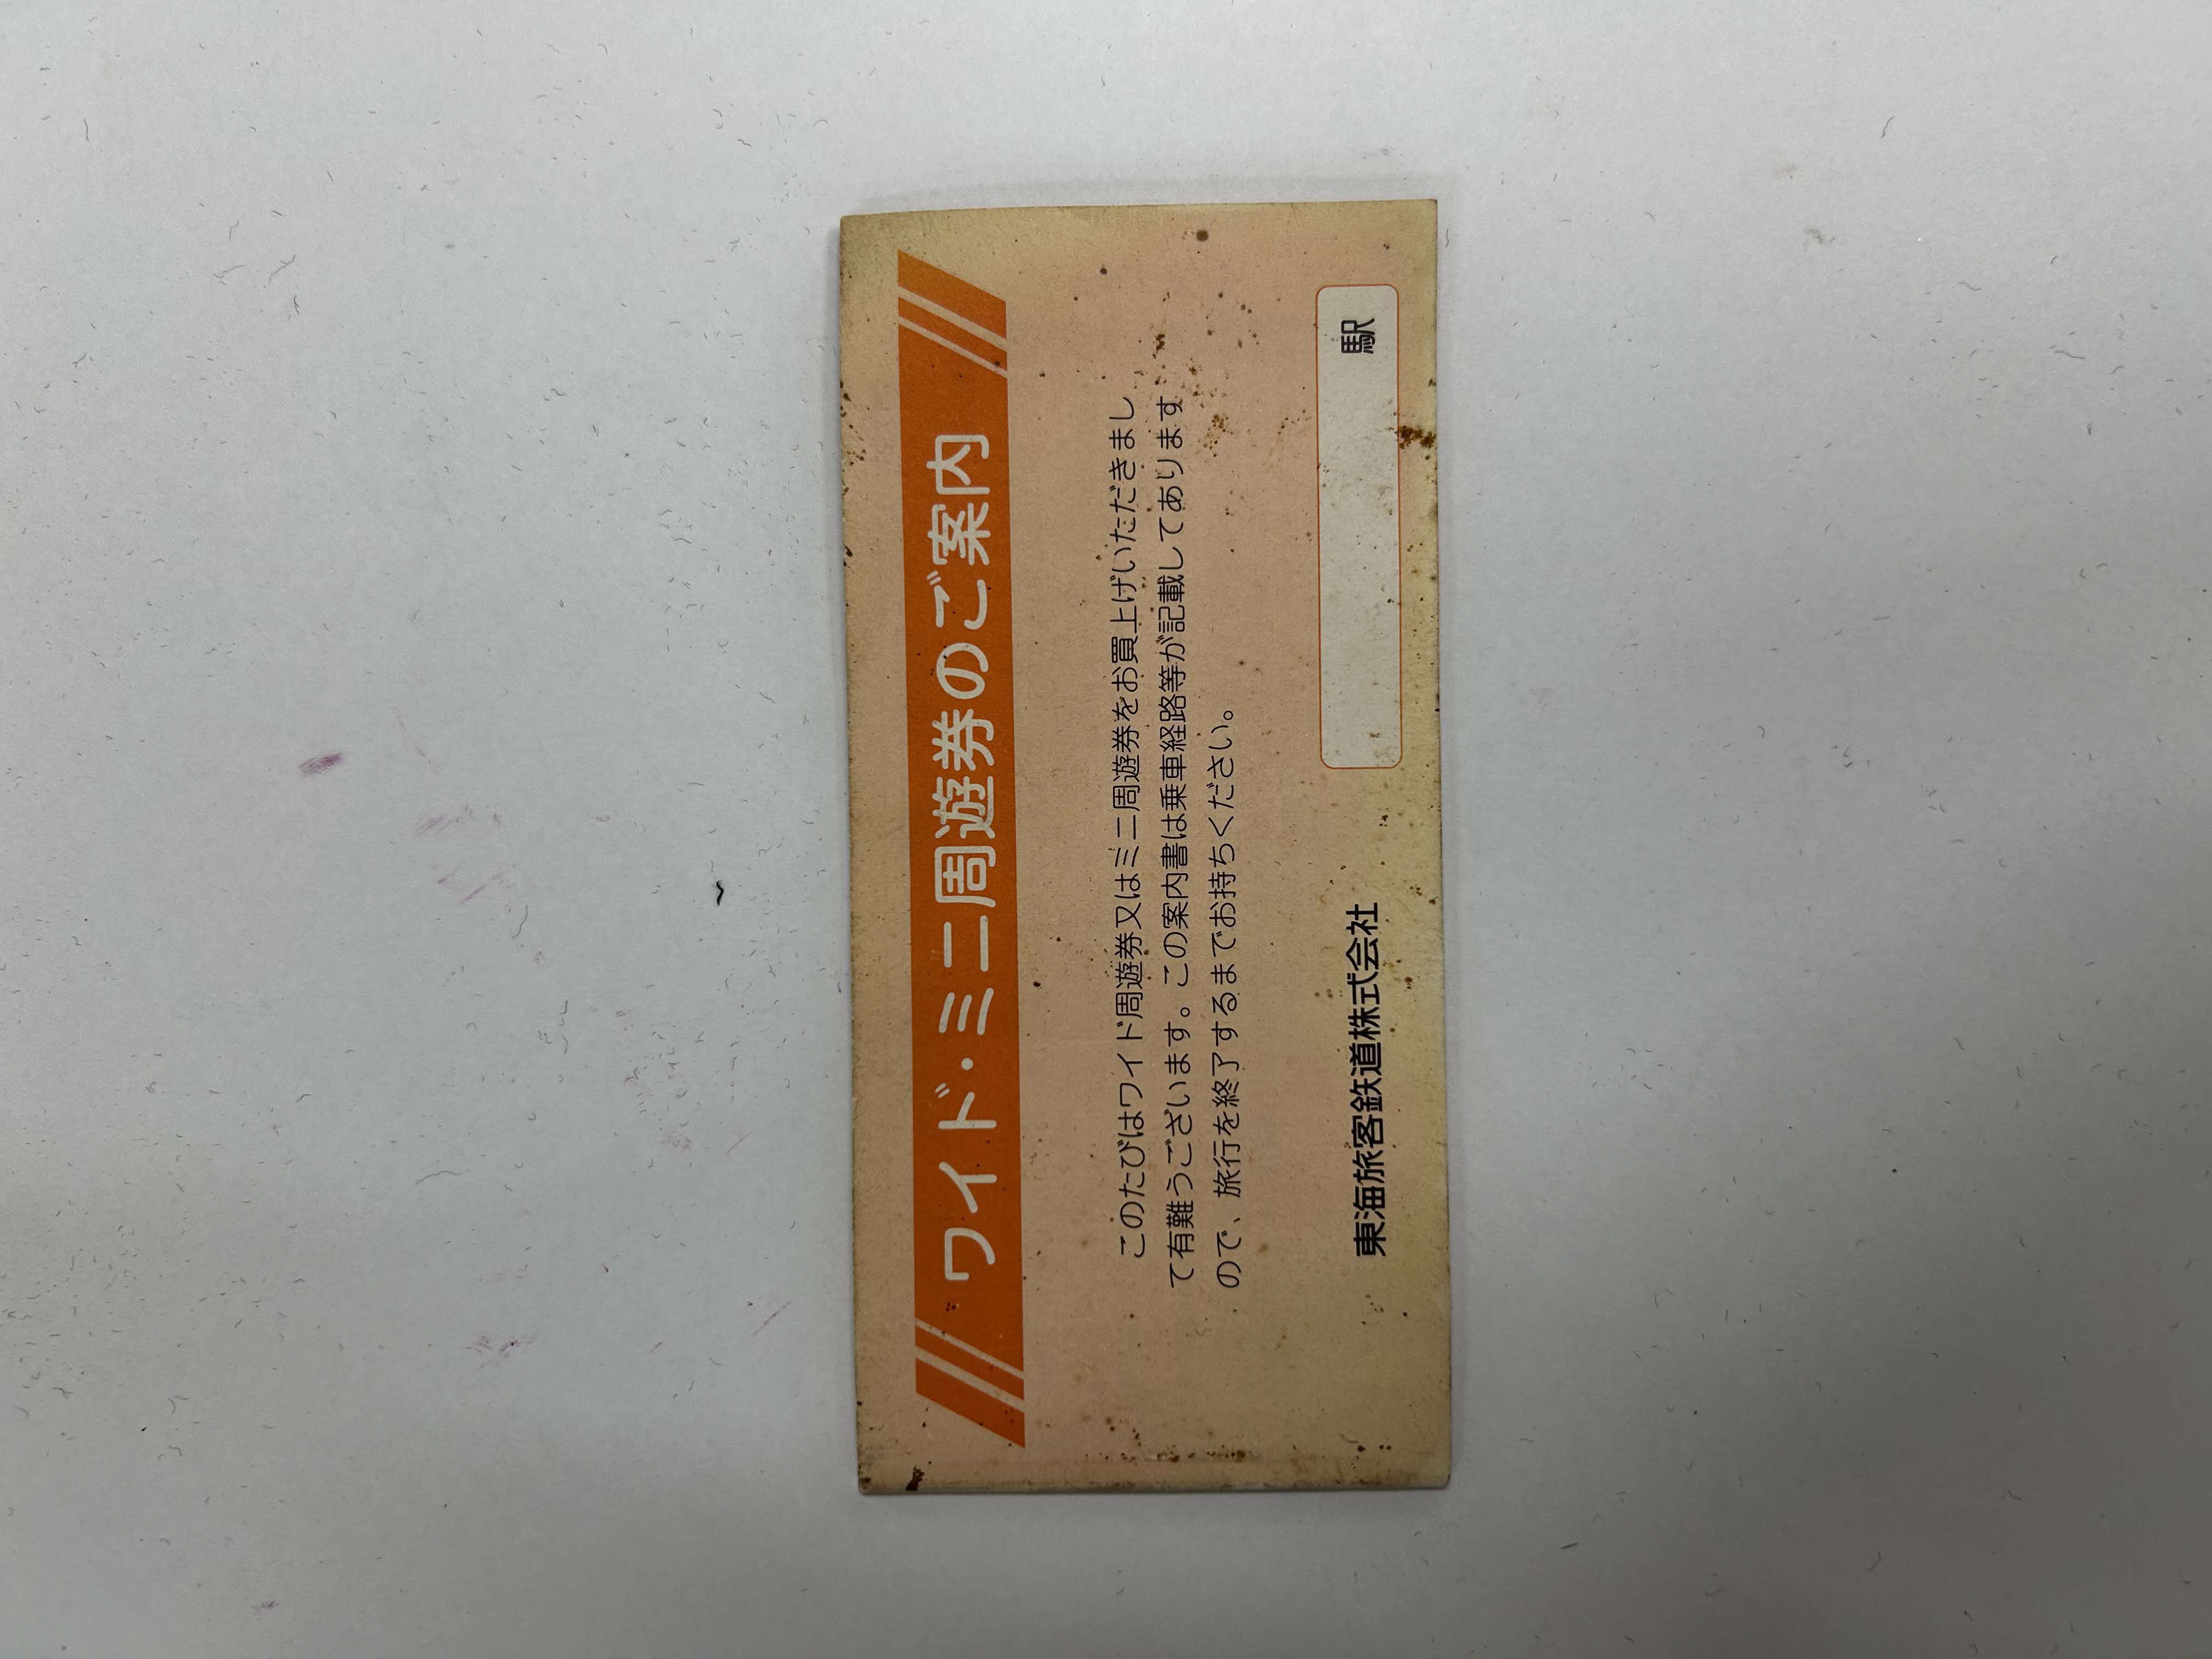 ワイド・ミニ周遊券のご案内
このたびはワイド周遊券又はミニ周遊券をお買上げいただきまし
て有難うございます。この案内書は乗車経路等が記載してあります
ので、旅行を終了するまでお持ちください。
東海旅客鉄道株式会社 駅